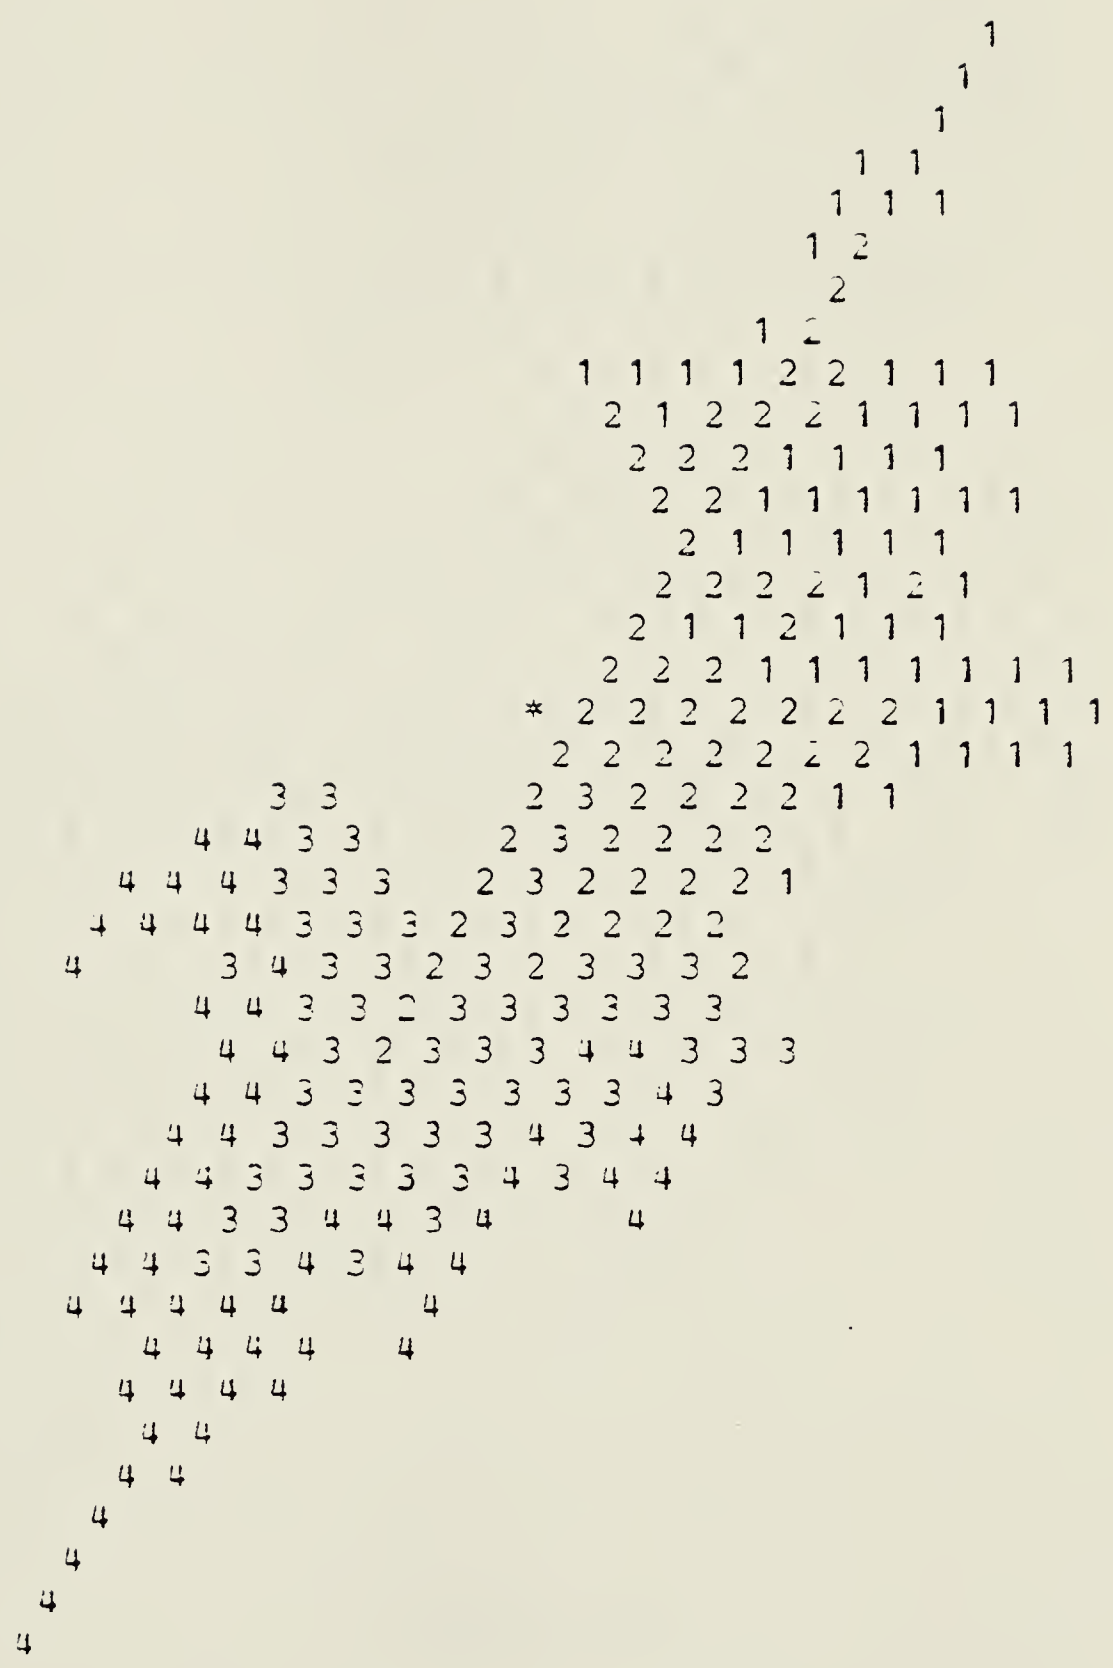 1
1
1
1 1
1 1 1
1 2
2
1 2
1 1 1 1 2 2 1 1 1
2 1 2 2 2 1 1 1 1
2 2 2 1 1 1 1
2 2 1 1 1 1 1 1
2 1 1 1 1 1
2 2 2 2 1 2 1
2 1 1 2 1 1 1
2 2 2 1 1 1 1 1 1 1
* 2 2 2 2 2 2 2 1 1 1 1
2 2 2 2 2 2 2 1 1 1 1
3 3 2 3 2 2 2 2 1 1
4 4 3 3 2 3 2 2 2 2
4 4 4 3 3 3 2 3 2 2 2 2 1
4 4 4 4 3 3 3 2 3 2 2 2 2
4 3 4 3 3 2 3 2 3 3 3 2
4 4 3 3 2 3 3 3 3 3 3
4 4 3 2 3 3 3 4 4 3 3 3
4 4 3 3 3 3 3 3 3 4 3
4 4 3 3 3 3 3 4 3 4 4
4 4 3 3 3 3 3 4 3 4 4
4 4 3 3 4 4 3 4 4
4 4 3 3 4 3 4 4
4 4 4 4 4 4
4 4 4 4 4
4 4 4 4
4 4
4 4
4
4
4
4